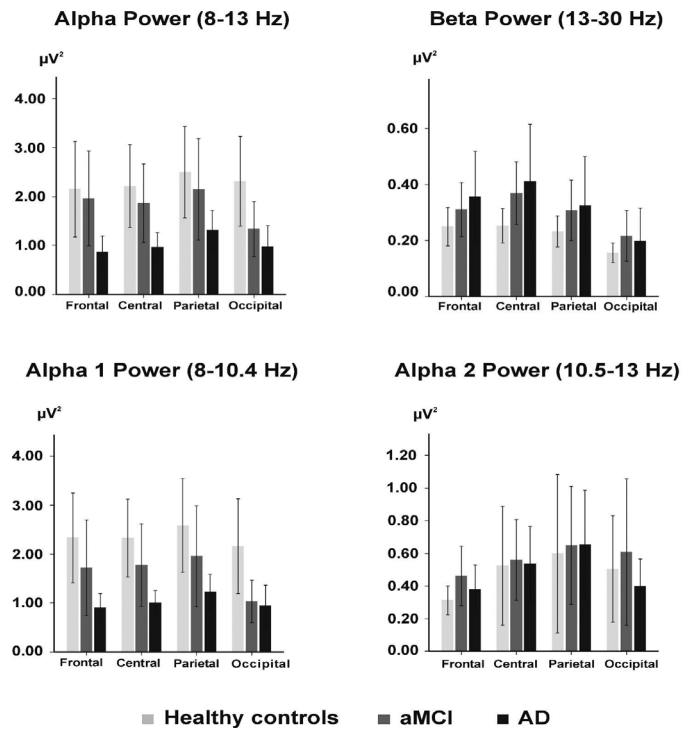 Alpha Power (8-13 Hz)
µV²
4.00
3.00
2.00
1.00
0.00
Frontal Central Parietal Occipital
Beta Power (13-30 Hz)
µV²
0.60
0.40
0.20
0.00
Frontal Central Parietal Occipital
Alpha 1 Power (8-10.4 Hz)
µV²
4.00
3.00
2.00
1.00
0.00
Frontal Central Parietal Occipital
Alpha 2 Power (10.5-13 Hz)
µV²
1.20
1.00
0.80
0.60
0.40
0.20
0.00
Frontal Central Parietal Occipital
Healthy controls aMCI AD